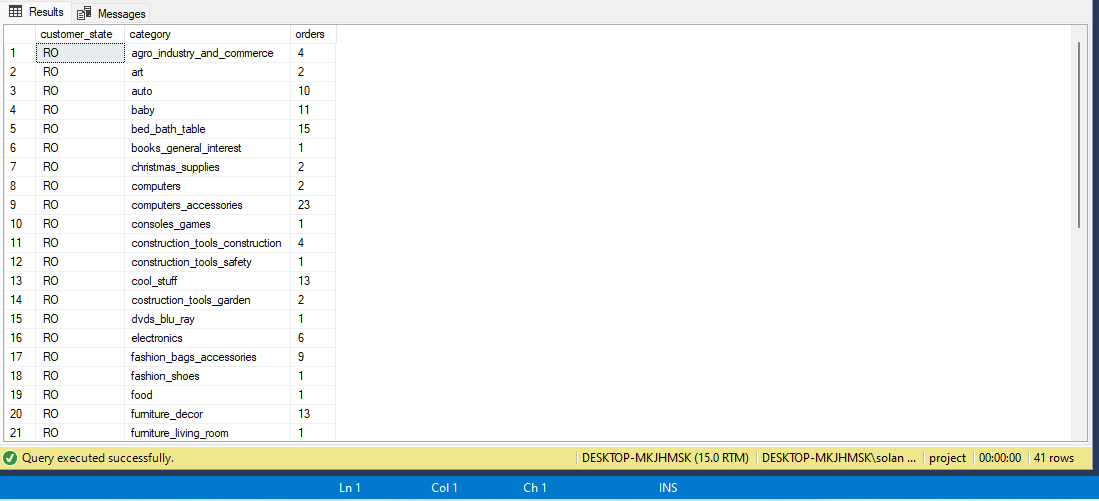 Results Messages
customer_state category orders
1 RO agro_industry_and_commerce 4
2 RO art 2
3 RO auto 10
4 RO baby 11
5 RO bed_bath_table 15
6 RO books_general_interest 1
7 RO christmas_supplies 2
8 RO computers 2
9 RO computers_accessories 23
10 RO consoles_games 1
11 RO construction_tools_construction 4
12 RO construction_tools_safety 1
13 RO cool_stuff 13
14 RO costruction_tools_garden 2
15 RO dvds_blu_ray 1
16 RO electronics 6
17 RO fashion_bags_accessories 9
18 RO fashion_shoes 1
19 RO food 1
20 RO furniture_decor 13
21 RO furniture_living_room 1
Query executed successfully. DESKTOP-MKJHMSK (15.0 RTM) DESKTOP-MKJHMSK\solan ... project 00:00:00 41 rows
Ln 1 Col 1 Ch 1 INS